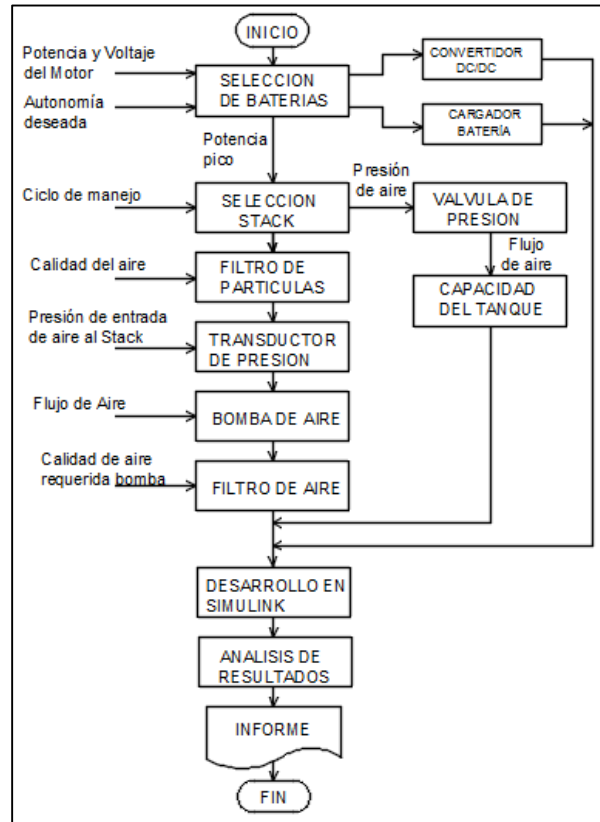 INICIO
Potencia y Voltaje
del Motor
SELECCION
DE BATERIAS
CONVERTIDOR
DC/DC
Autonomía
deseada
CARGADOR
BATERÍA
Potencia
pico
Ciclo de manejo
SELECCION
STACK
Presión
de aire
VALVULA DE
PRESION
Flujo
de aire
CAPACIDAD
DEL TANQUE
Calidad del aire
FILTRO DE
PARTICULAS
Presión de entrada
de aire al Stack
TRANSDUCTOR
DE PRESION
Flujo de Aire
BOMBA DE AIRE
Calidad de aire
requerida bomba
FILTRO DE AIRE
DESARROLLO EN
SIMULINK
ANALISIS DE
RESULTADOS
INFORME
FIN